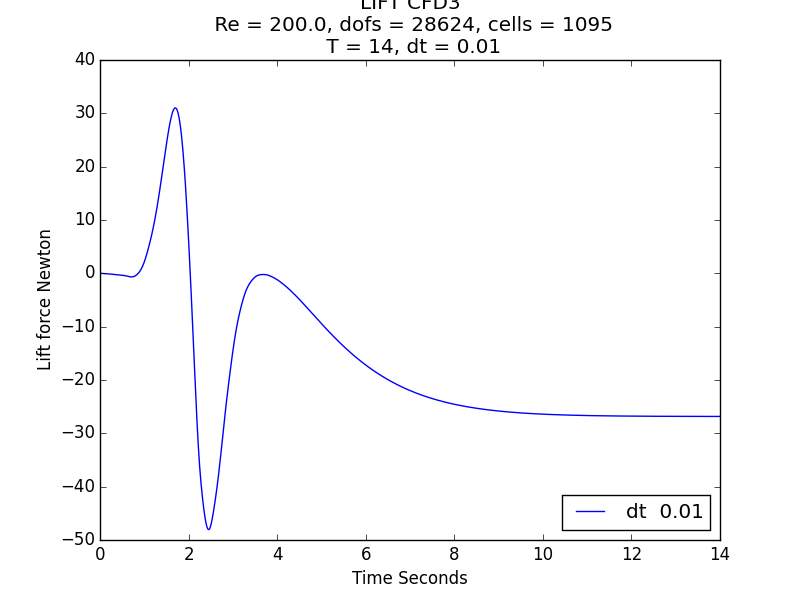 LIFT CFD3
Re = 200.0, dofs = 28624, cells = 1095
T = 14, dt = 0.01
40
30
20
10
0
−10
−20
−30
−40
−50
Lift force Newton
0 2 4 6 8 10 12 14
Time Seconds
dt 0.01